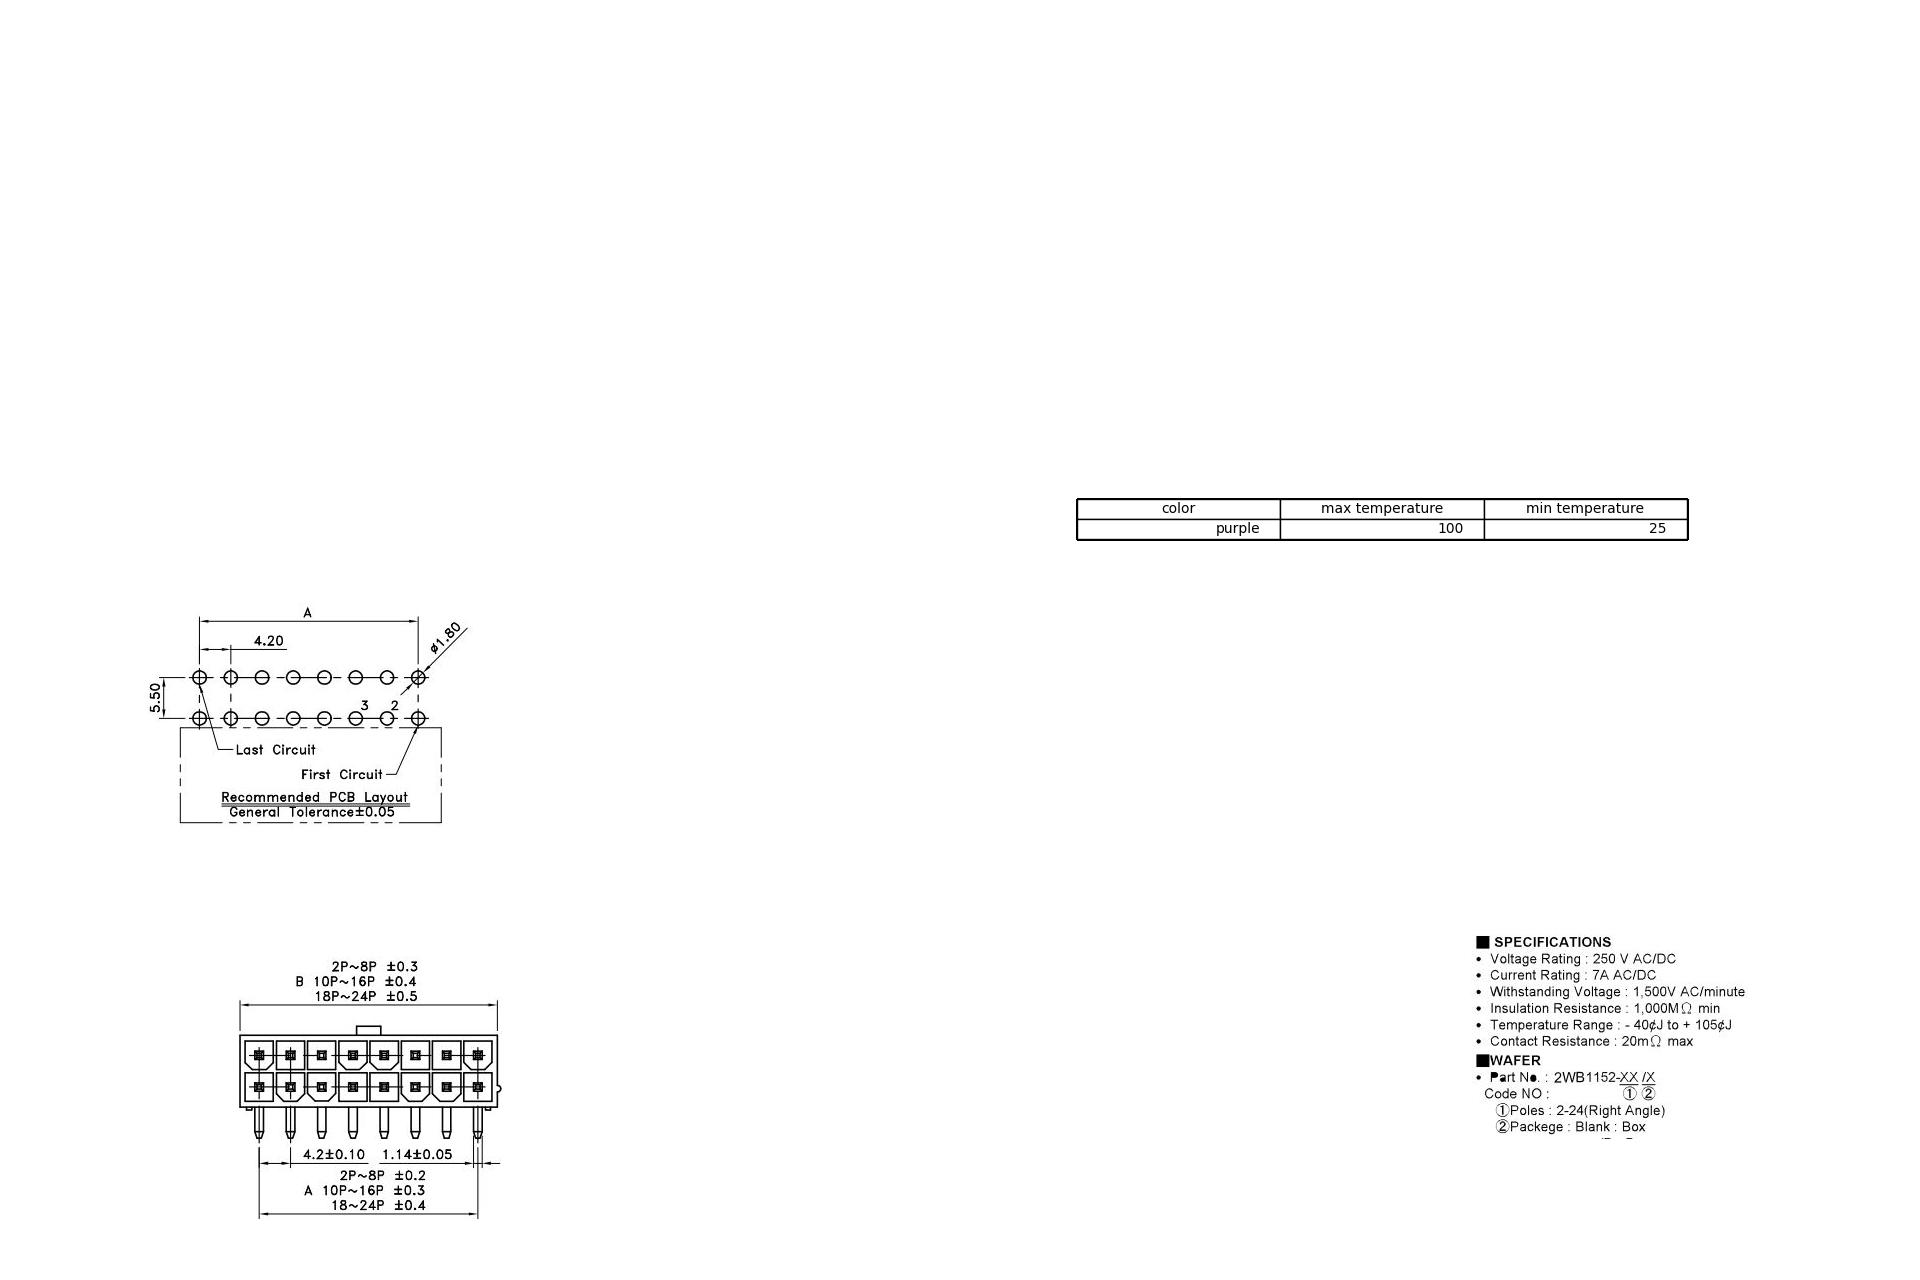 color max temperature min temperature
purple 100 25
A
4.20
ø1.80
5.50
3 2
Last Circuit
First Circuit
Recommended PCB Layout
General Tolerance±0.05
2P~8P ±0.3
B 10P~16P ±0.4
18P~24P ±0.5
4.2±0.10 1.14±0.05
2P~8P ±0.2
A 10P~16P ±0.3
18~24P ±0.4
■ SPECIFICATIONS
• Voltage Rating : 250 V AC/DC
• Current Rating : 7A AC/DC
• Withstanding Voltage : 1,500V AC/minute
• Insulation Resistance : 1,000MΩ min
• Temperature Range : - 40¢J to + 105¢J
• Contact Resistance : 20mΩ max
■WAFER
• Part No. : 2WB1152-XX /X
Code NO : ① ②
①Poles : 2-24(Right Angle)
②Packege : Blank : Box